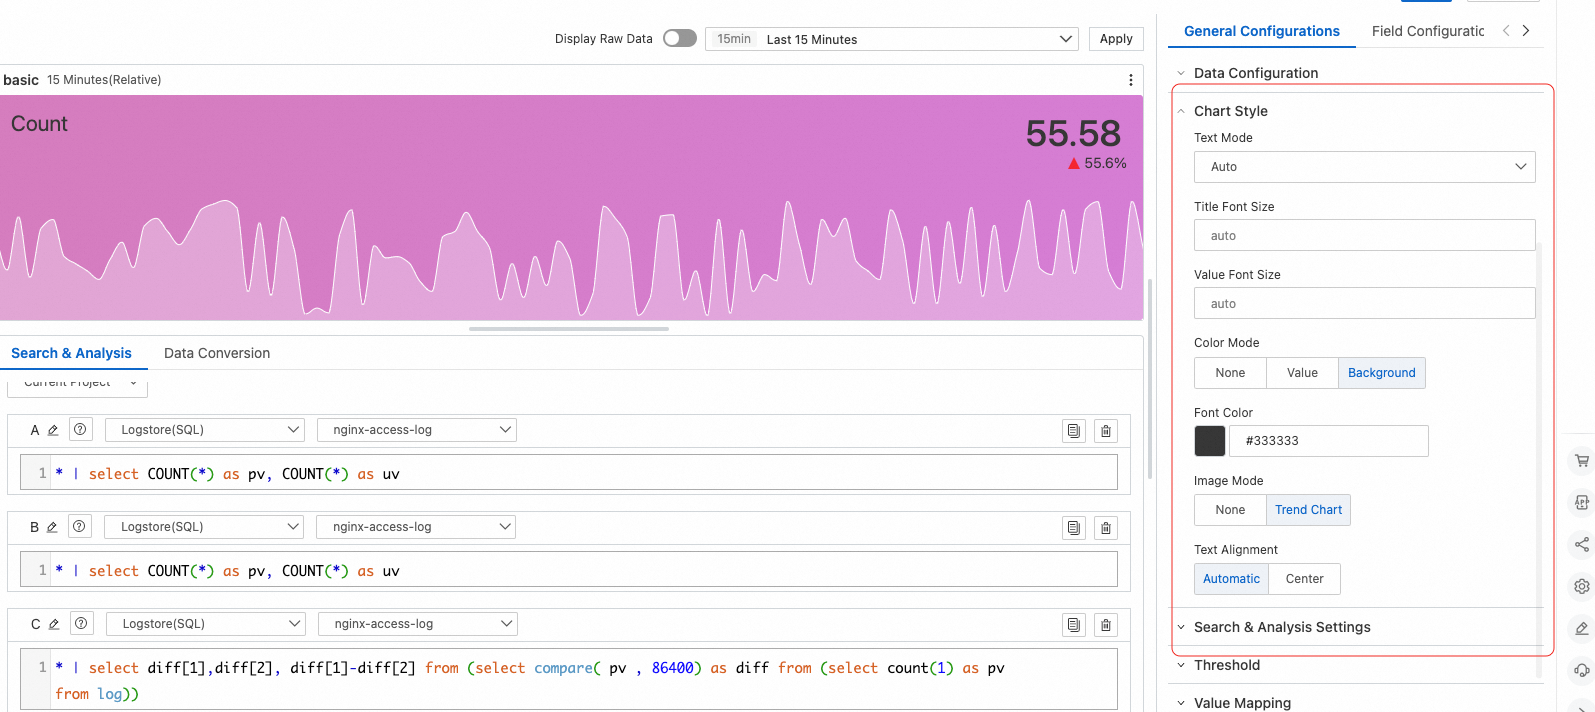 Display Raw Data
15min Last 15 Minutes
Apply
basic 15 Minutes(Relative)
Count
55.58
55.6%
Search & Analysis
Data Conversion
Current Project
A
Logstore(SQL)
nginx-access-log
1 * | select COUNT(*) as pv, COUNT(*) as uv
B
Logstore(SQL)
nginx-access-log
1 * | select COUNT(*) as pv, COUNT(*) as uv
C
Logstore(SQL)
nginx-access-log
1 * | select diff[1],diff[2], diff[1]-diff[2] from (select compare( pv , 86400) as diff from (select count(1) as pv
from log))
General Configurations
Field Configuratic
Data Configuration
Chart Style
Text Mode
Auto
Title Font Size
auto
Value Font Size
auto
Color Mode
None
Value
Background
Font Color
#333333
Image Mode
None
Trend Chart
Text Alignment
Automatic
Center
Search & Analysis Settings
Threshold
Value Mapping